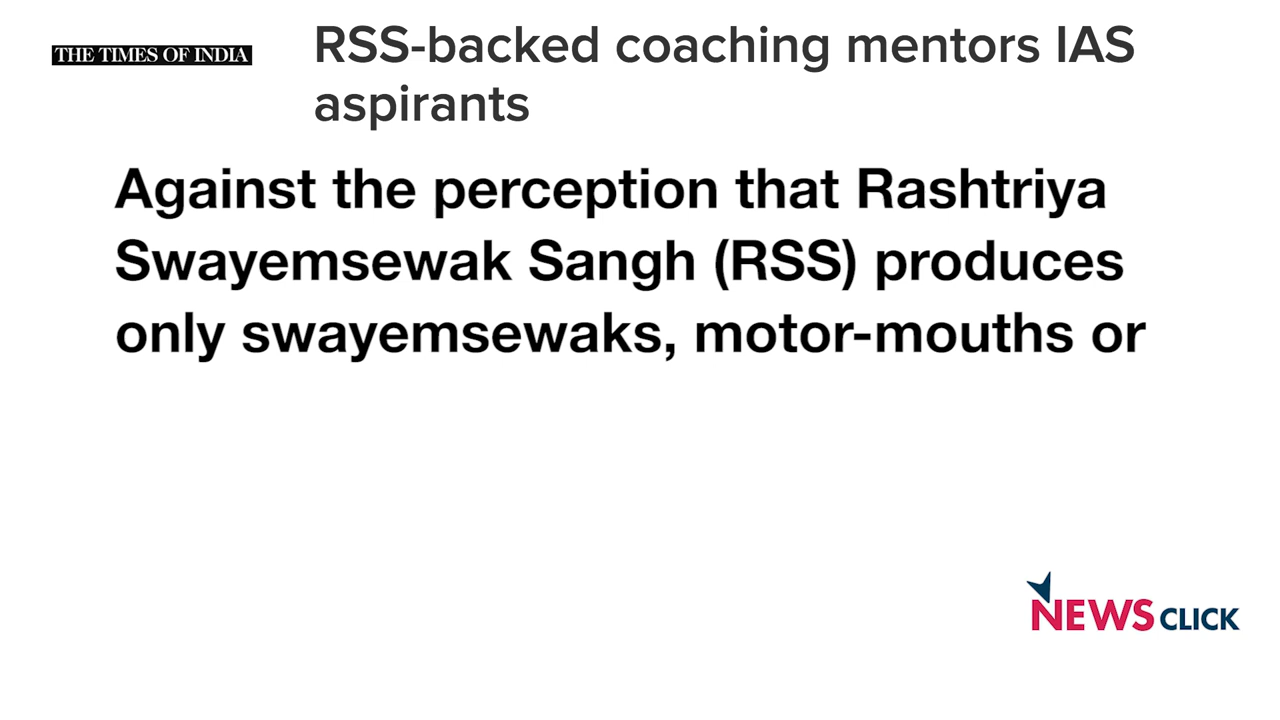 THE TIMES OF INDIA
RSS-backed coaching mentors IAS
aspirants
Against the perception that Rashtriya
Swayemsewak Sangh (RSS) produces
only swayemsewaks, motor-mouths or
NEWSCLICK